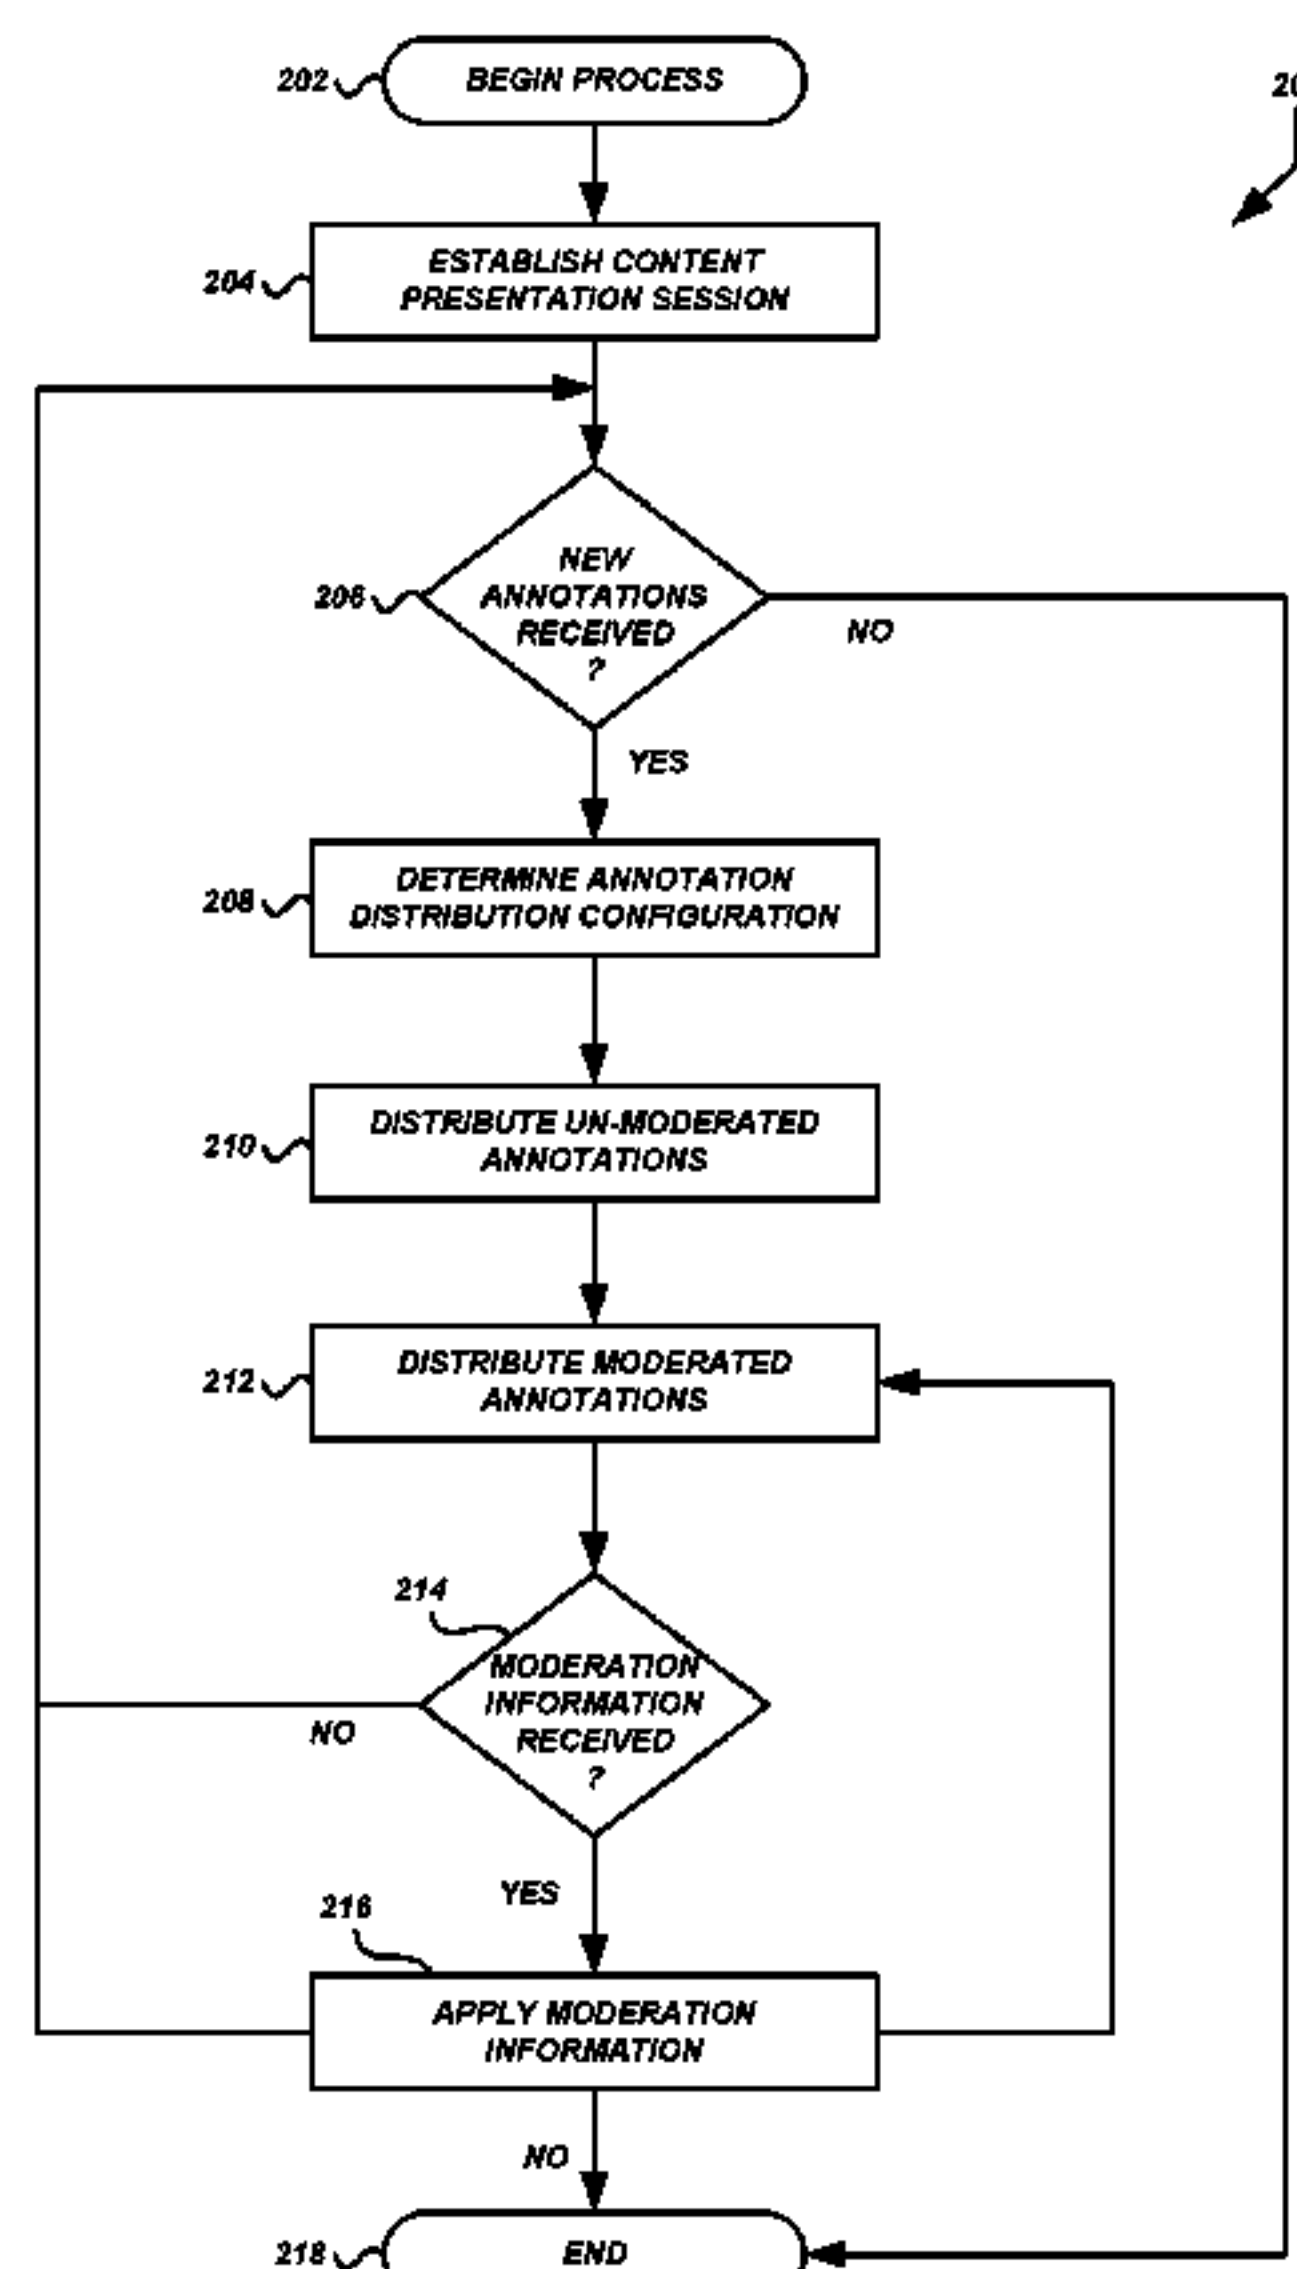 202
BEGIN PROCESS
204
ESTABLISH CONTENT
PRESENTATION SESSION
206
NEW
ANNOTATIONS
RECEIVED
?
NO
YES
208
DETERMINE ANNOTATION
DISTRIBUTION CONFIGURATION
210
DISTRIBUTE UN-MODERATED
ANNOTATIONS
212
DISTRIBUTE MODERATED
ANNOTATIONS
214
MODERATION
INFORMATION
RECEIVED
?
NO
YES
216
APPLY MODERATION
INFORMATION
NO
218
END